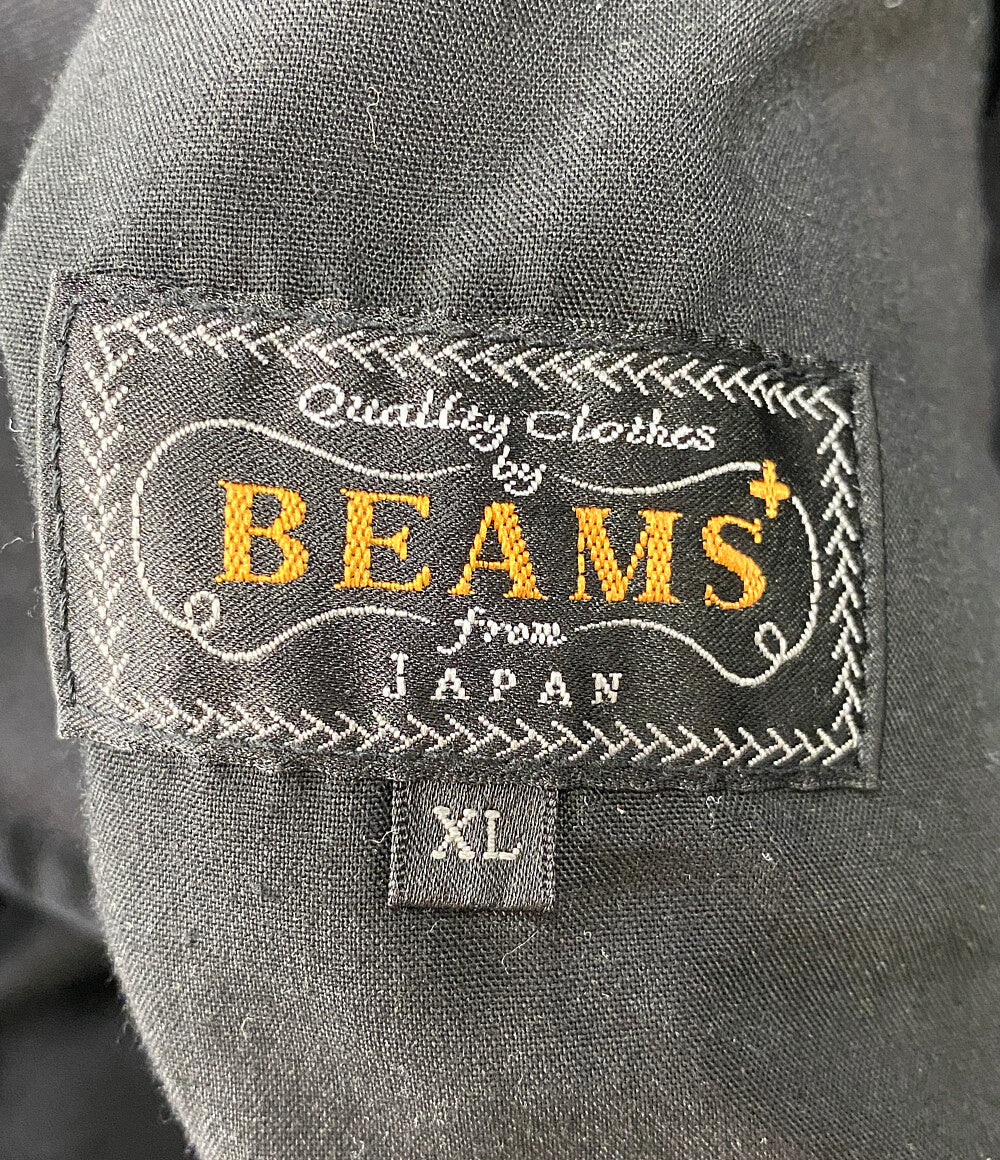 Quality Clothes
by
BEAMS+
from
JAPAN
XL